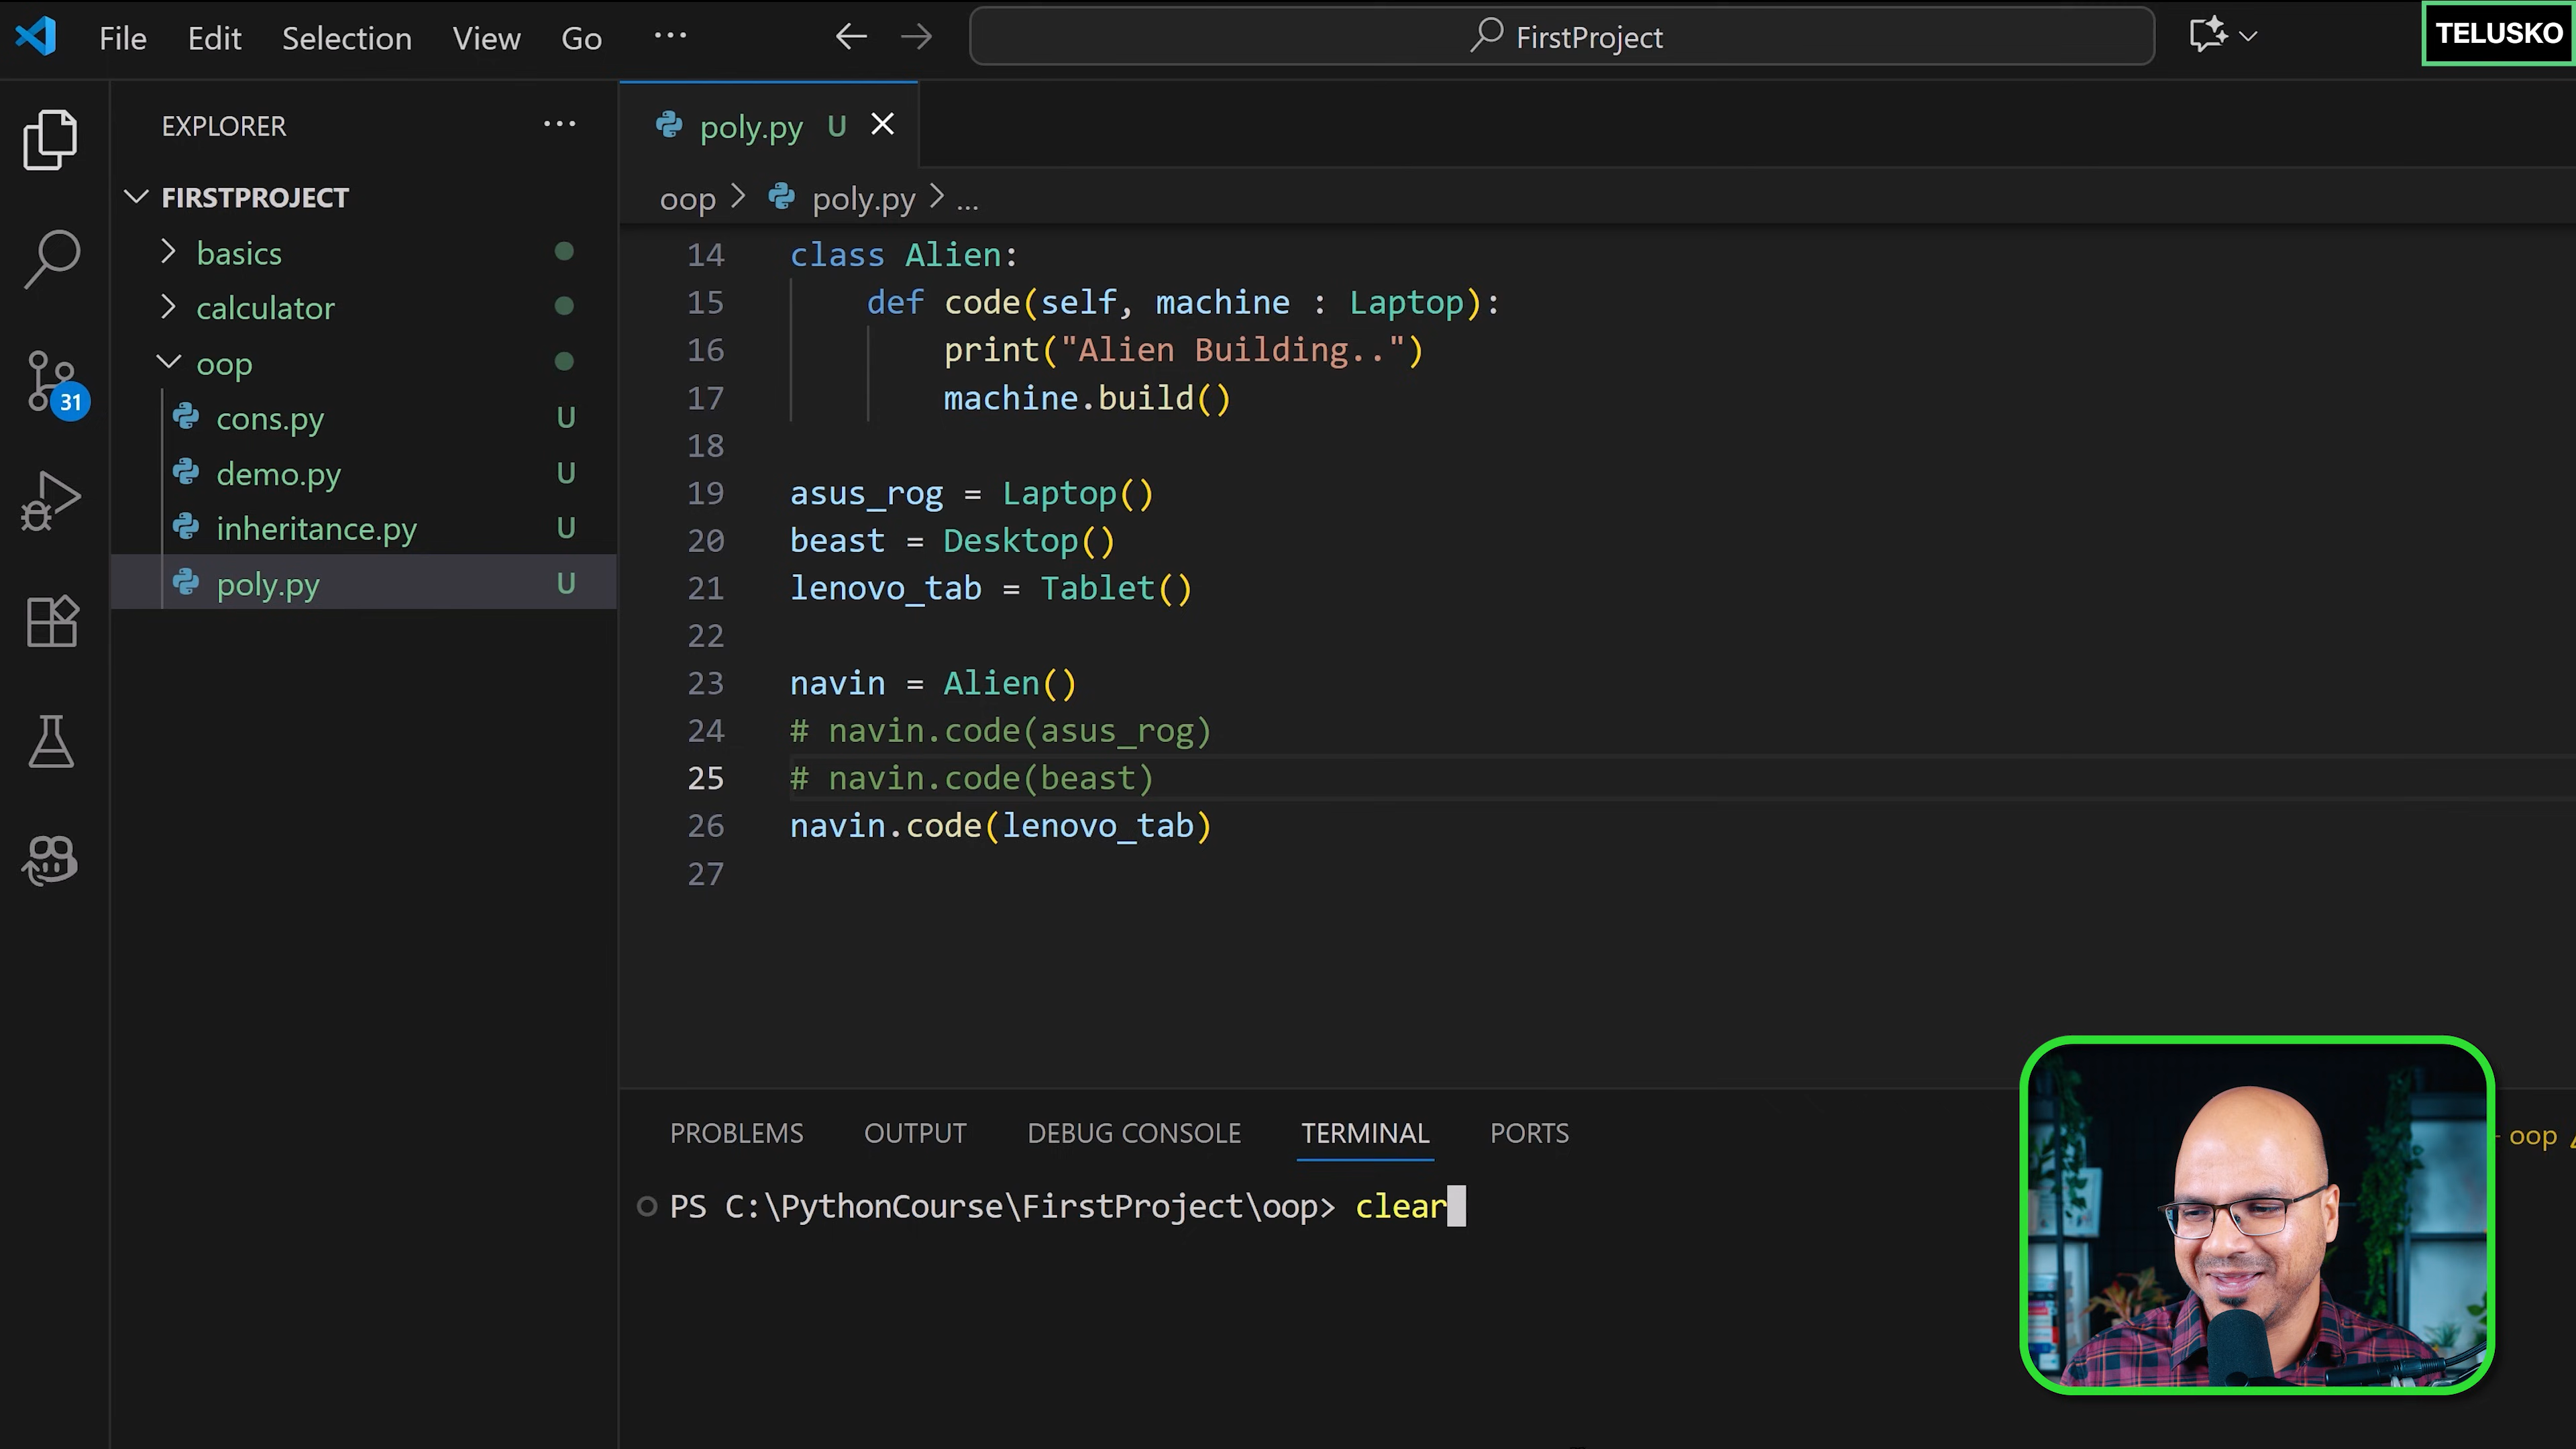 File Edit Selection View Go ...
FirstProject
TELUSKO
EXPLORER ...
FIRSTPROJECT
basics
calculator
oop
cons.py U
demo.py U
inheritance.py U
poly.py U
31
poly.py U
oop > poly.py > ...
14 class Alien:
15 def code(self, machine : Laptop):
16 print("Alien Building..")
17 machine.build()
18
19 asus_rog = Laptop()
20 beast = Desktop()
21 lenovo_tab = Tablet()
22
23 navin = Alien()
24 # navin.code(asus_rog)
25 # navin.code(beast)
26 navin.code(lenovo_tab)
27
PROBLEMS OUTPUT DEBUG CONSOLE TERMINAL PORTS
oop
PS C:\PythonCourse\FirstProject\oop> clear